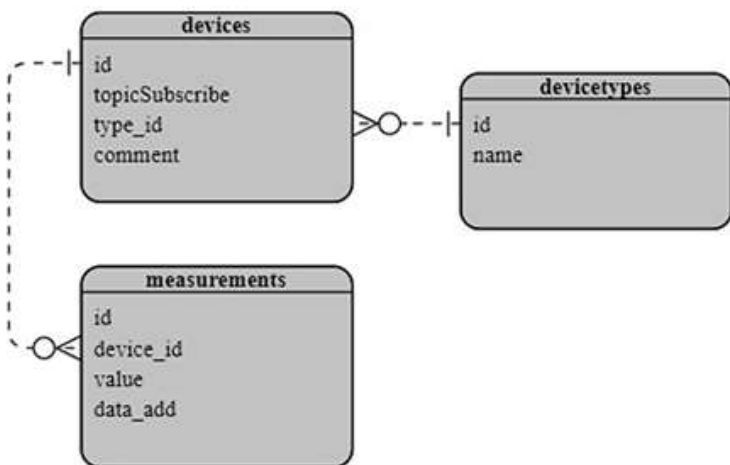 devices
id
topicSubscribe
type_id
comment
devicetypes
id
name
measurements
id
device_id
value
data_add